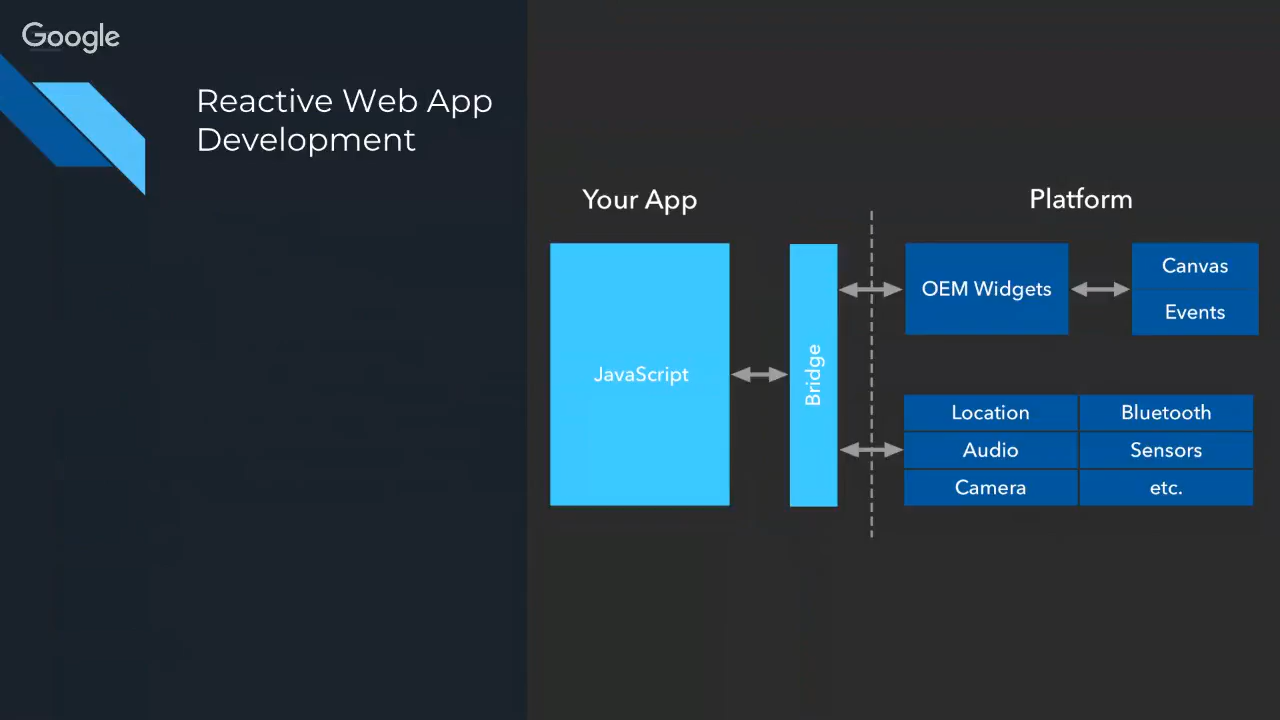 Google
Reactive Web App
Development
Your App
Platform
JavaScript
Bridge
OEM Widgets
Canvas
Events
Location
Bluetooth
Audio
Sensors
Camera
etc.